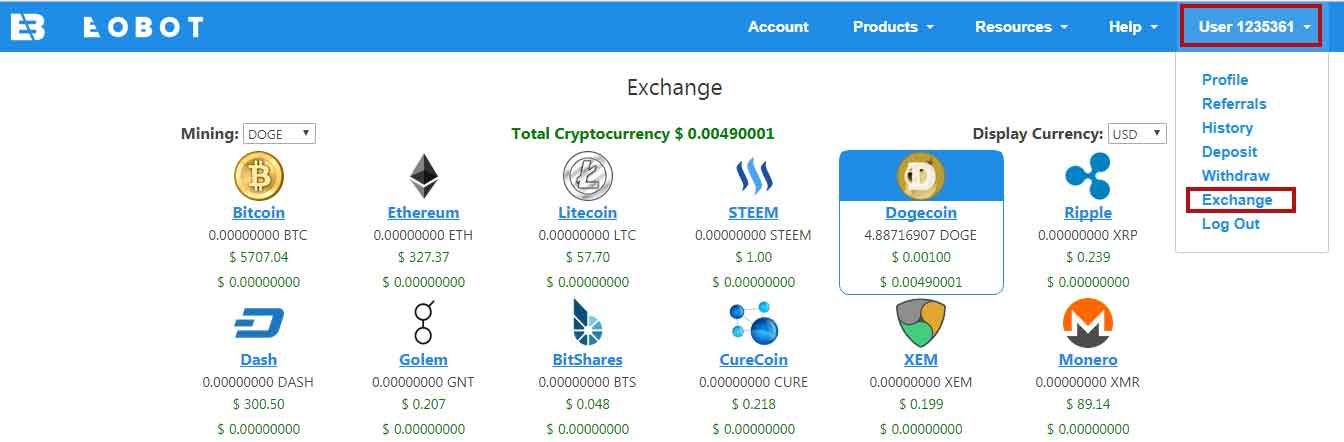 EB EOBOT Account Products Resources Help User 1235361
Profile
Referrals
History
Deposit
Withdraw
Exchange
Log Out
Exchange
Mining: DOGE Total Cryptocurrency $ 0.00490001 Display Currency: USD
Bitcoin Ethereum Litecoin STEEM Dogecoin Ripple
0.00000000 BTC 0.00000000 ETH 0.00000000 LTC 0.00000000 STEEM 4.88716907 DOGE 0.00000000 XRP
$ 5707.04 $ 327.37 $ 57.70 $ 1.00 $ 0.00100 $ 0.239
$ 0.00000000 $ 0.00000000 $ 0.00000000 $ 0.00000000 $ 0.00490001 $ 0.00000000
Dash Golem BitShares CureCoin XEM Monero
0.00000000 DASH 0.00000000 GNT 0.00000000 BTS 0.00000000 CURE 0.00000000 XEM 0.00000000 XMR
$ 300.50 $ 0.207 $ 0.048 $ 0.218 $ 0.199 $ 89.14
$ 0.00000000 $ 0.00000000 $ 0.00000000 $ 0.00000000 $ 0.00000000 $ 0.00000000